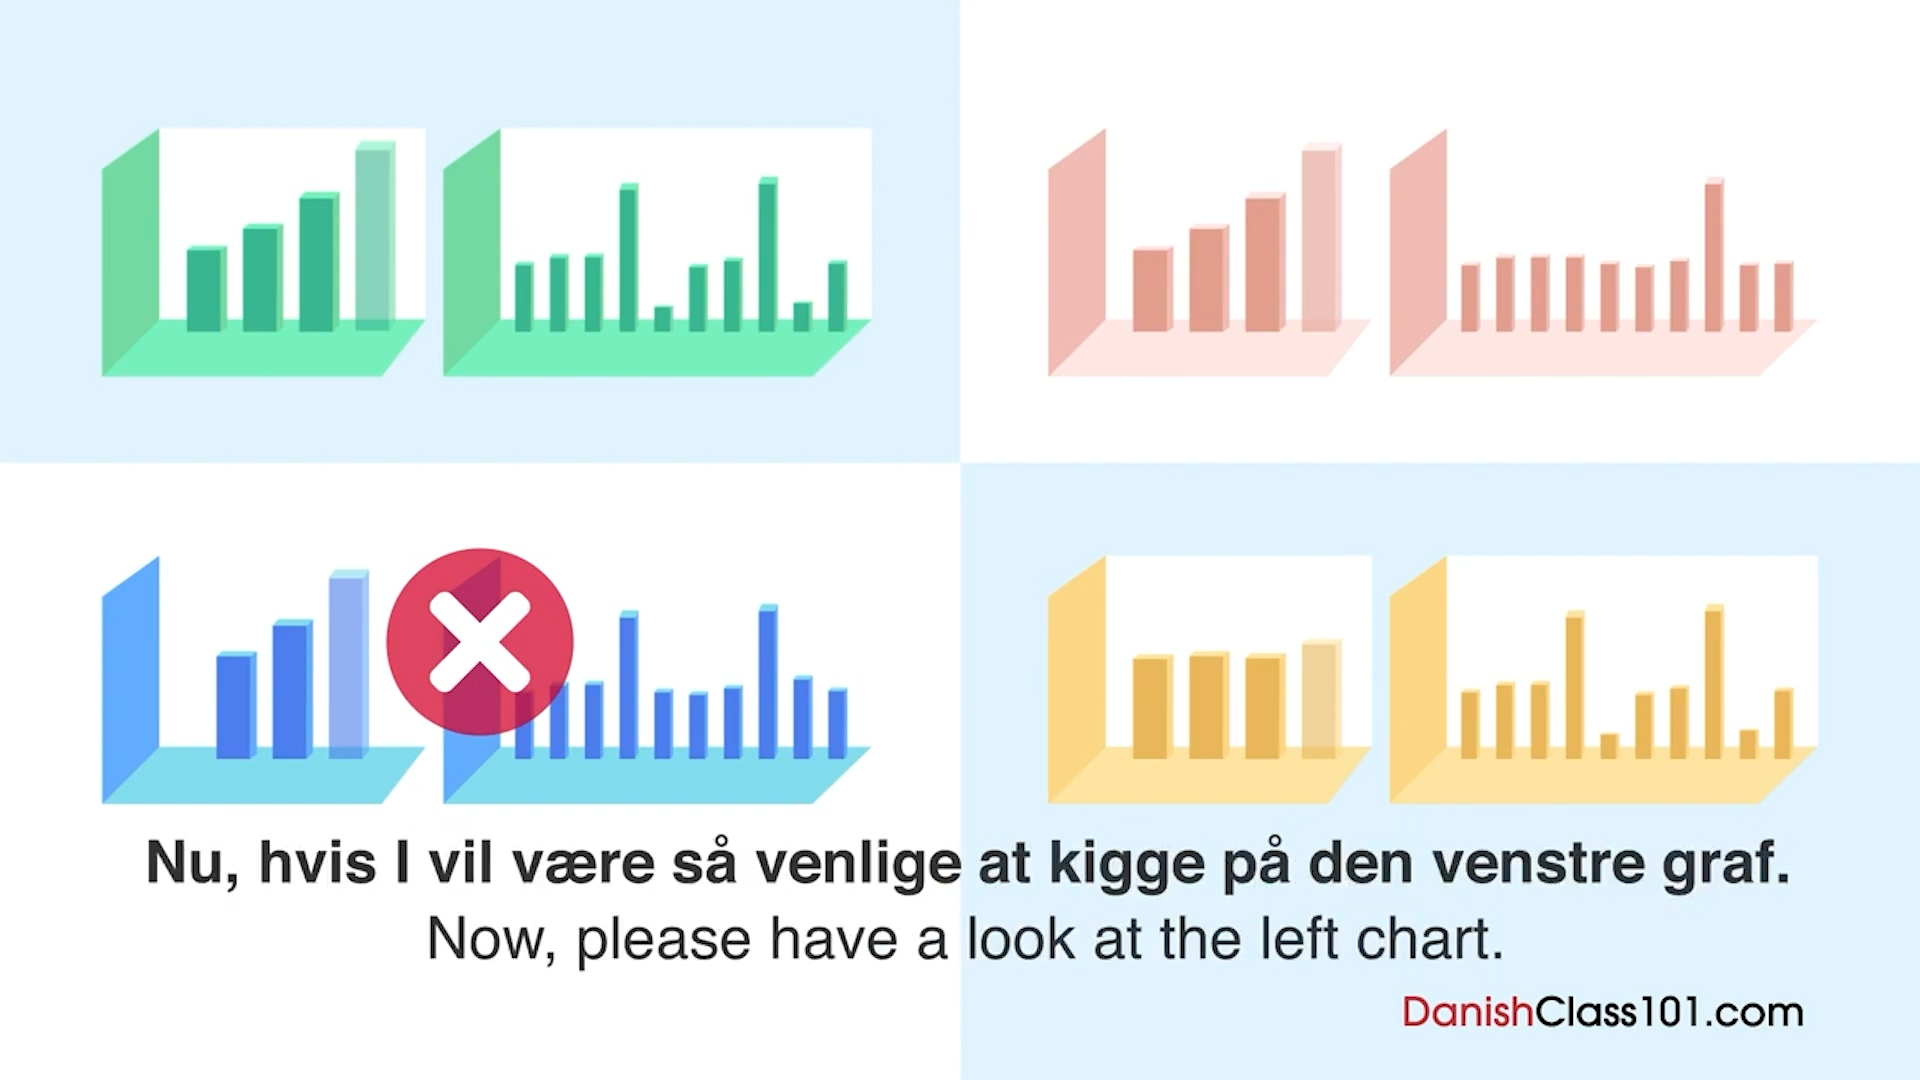 Nu, hvis I vil være så venlige at kigge på den venstre graf.
Now, please have a look at the left chart.
DanishClass101.com